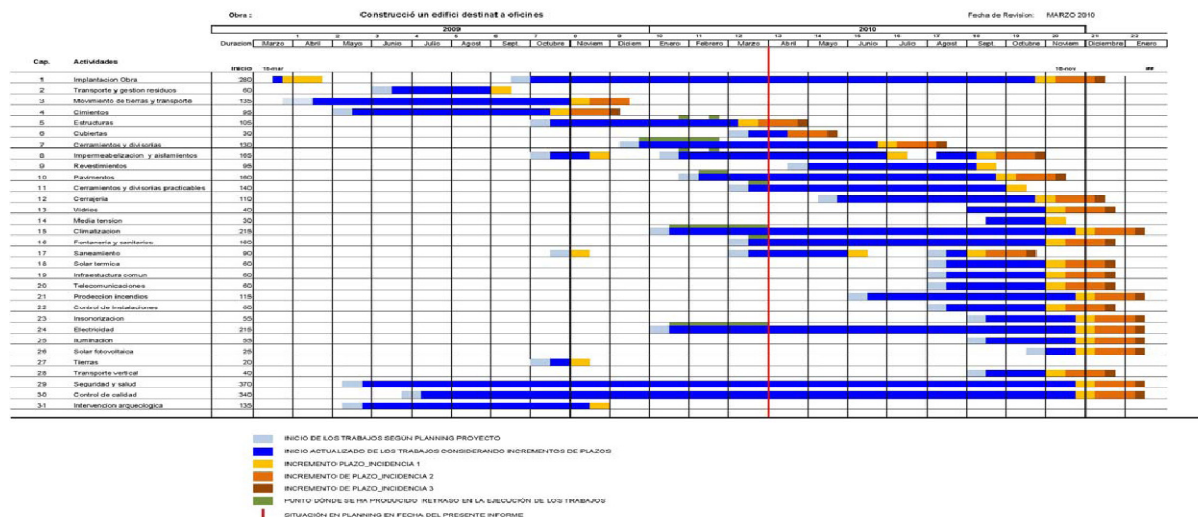 Obra : Construcció un edifici destinat a oficines Fecha de Revision: MARZO 2010
2009 2010
1 2 3 4 5 6 7 8 9 10 11 12 13 14 15 16 17 18 19 20 21 22
Duracion Marzo Abril Mayo Junio Julio Agost Sept. Octubre Noviem Diciem Enero Febrero Marzo Abril Mayo Junio Julio Agost Sept. Octubre Noviem Diciembre Enero
Cap. Actividades
Inicio 16-mar 16-nov ##
1 Implantacion Obra 280
2 Transporte y gestion residuos 60
3 Movimento de tierras y transporte 135
4 Cimientos 95
5 Estructuras 105
6 Cubiertas 30
7 Cerramientos y divisorias 130
8 Impermeabilizacion y aislamientos 165
9 Revestimientos 95
10 Pavimentos 160
11 Cerramientos y divisorias practicables 140
12 Cerrajeria 110
13 Vidrios 40
14 Media tension 30
15 Climatizacion 215
16 Fontaneria y sanitarios 160
17 Saneamiento 90
18 Solar termica 60
19 Infraestuctura comun 60
20 Telecomunicaciones 60
21 Produccion incendios 115
22 Control de Instalaciones 60
23 Insonorizacion 55
24 Electricidad 215
25 Iluminacion 55
26 Solar fotovoltaica 25
27 Tierras 20
28 Transporte vertical 40
29 Seguridad y salud 370
30 Control de calidad 340
31 Intervencion arqueologica 135
INICIO DE LOS TRABAJOS SEGÚN PLANNING PROYECTO
INICIO ACTUALIZADO DE LOS TRABAJOS CONSIDERANDO INCREMENTOS DE PLAZOS
INCREMENTO PLAZO_INCIDENCIA 1
INCREMENTO DE PLAZO_INCIDENCIA 2
INCREMENTO DE PLAZO_INCIDENCIA 3
PUNTO DÓNDE SE HA PRODUCIDO RETRASO EN LA EJECUCIÓN DE LOS TRABAJOS
SITUACIÓN EN PLANNING EN FECHA DEL PRESENTE INFORME